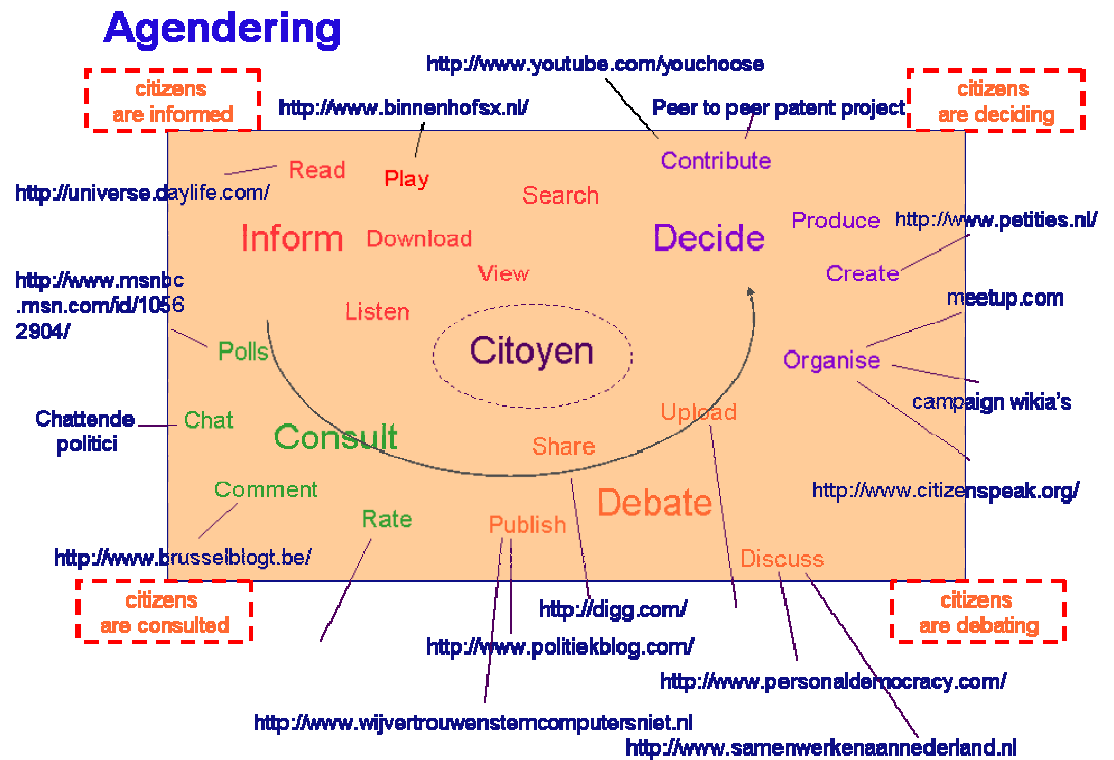 Agendering
http://www.youtube.com/youchoose
citizens
are informed
http://www.binnenhofsx.nl/
Peer to peer patent project
citizens
are deciding
Read
Play
Contribute
http://universe.daylife.com/
Search
Produce
http://www.petities.nl/
Inform
Download
Decide
View
Create
http://www.msnbc
.msn.com/id/1056
2904/
Listen
meetup.com
Polls
Citoyen
Organise
Chattende
politici
Chat
Upload
campaign wikia's
Consult
Share
Comment
Debate
http://www.citizenspeak.org/
Rate
Publish
http://www.brusselblogt.be/
Discuss
citizens
are consulted
http://digg.com/
citizens
are debating
http://www.politiekblog.com/
http://www.personaldemocracy.com/
http://www.wijvertrouwenstemcomputersniet.nl
http://www.samenwerkenaannederland.nl